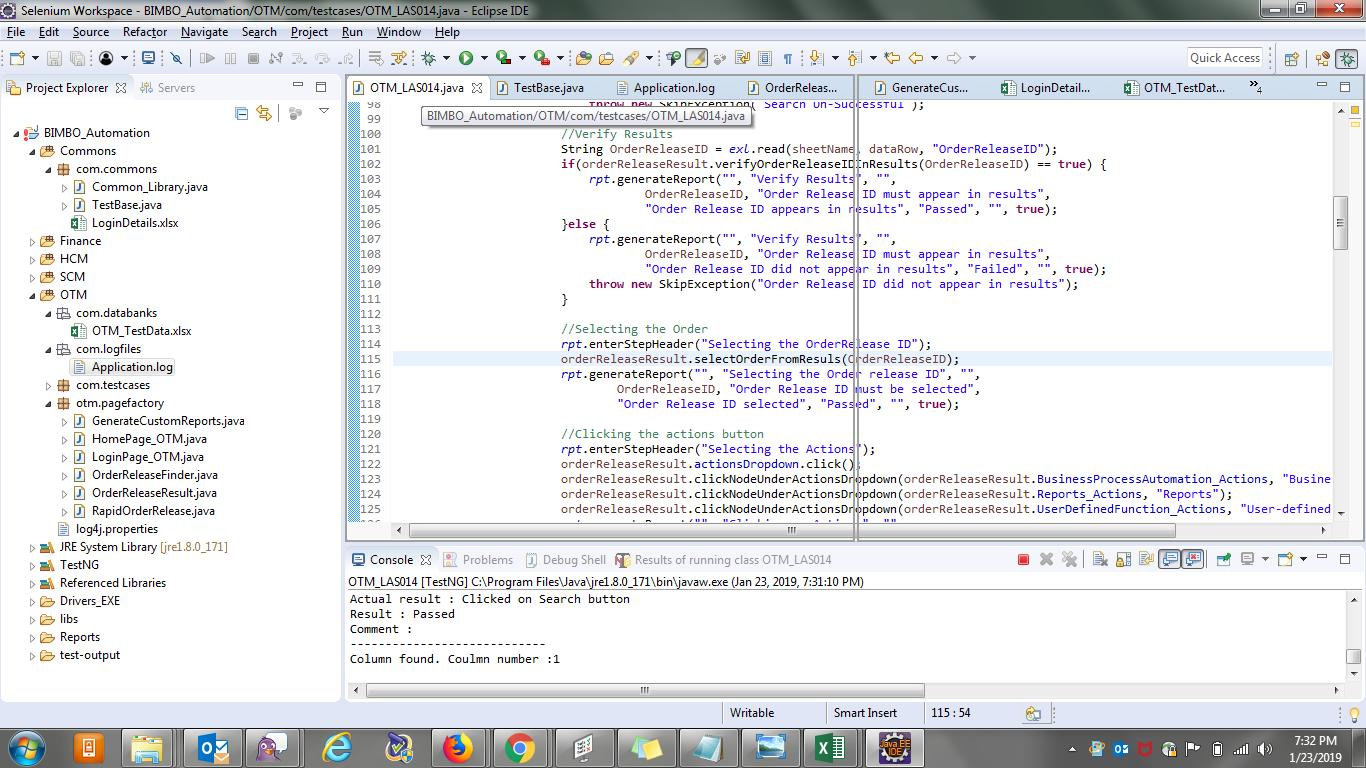 Selenium Workspace - BIMBO_Automation/OTM/com/testcases/OTM_LAS014.java - Eclipse IDE
File Edit Source Refactor Navigate Search Project Run Window Help
Quick Access
Project Explorer
Servers
BIMBO_Automation
Commons
com.commons
Common_Library.java
TestBase.java
LoginDetails.xlsx
Finance
HCM
SCM
OTM
com.databanks
OTM_TestData.xlsx
com.logfiles
Application.log
com.testcases
otm.pagefactory
GenerateCustomReports.java
HomePage_OTM.java
LoginPage_OTM.java
OrderReleaseFinder.java
OrderReleaseResult.java
RapidOrderRelease.java
log4j.properties
JRE System Library [jre1.8.0_171]
TestNG
Referenced Libraries
Drivers_EXE
libs
Reports
test-output
OTM_LAS014.java TestBase.java Application.log OrderReleas... GenerateCus... LoginDetail... OTM_TestDat... »4
BIMBO_Automation/OTM/com/testcases/OTM_LAS014.java
98 throw new SkipException("Search Un-Successful");
99
100 //Verify Results
101 String OrderReleaseID = exl.read(sheetName, dataRow, "OrderReleaseID");
102 if(orderReleaseResult.verifyOrderReleaseIDInResults(OrderReleaseID) == true) {
103 rpt.generateReport("", "Verify Results", "",
104 OrderReleaseID, "Order Release ID must appear in results",
105 "Order Release ID appears in results", "Passed", "", true);
106 }else {
107 rpt.generateReport("", "Verify Results", "",
108 OrderReleaseID, "Order Release ID must appear in results",
109 "Order Release ID did not appear in results", "Failed", "", true);
110 throw new SkipException("Order Release ID did not appear in results");
111 }
112
113 //Selecting the Order
114 rpt.enterStepHeader("Selecting the OrderRelease ID");
115 orderReleaseResult.selectOrderFromResuls(OrderReleaseID);
116 rpt.generateReport("", "Selecting the Order release ID", "",
117 OrderReleaseID, "Order Release ID must be selected",
118 "Order Release ID selected", "Passed", "", true);
119
120 //Clicking the actions button
121 rpt.enterStepHeader("Selecting the Actions");
122 orderReleaseResult.actionsDropdown.click();
123 orderReleaseResult.clickNodeUnderActionsDropdown(orderReleaseResult.BusinessProcessAutomation_Actions, "Busine
124 orderReleaseResult.clickNodeUnderActionsDropdown(orderReleaseResult.Reports_Actions, "Reports");
125 orderReleaseResult.clickNodeUnderActionsDropdown(orderReleaseResult.UserDefinedFunction_Actions, "User-defined
Console Problems Debug Shell Results of running class OTM_LAS014
OTM_LAS014 [TestNG] C:\Program Files\Java\jre1.8.0_171\bin\javaw.exe (Jan 23, 2019, 7:31:10 PM)
Actual result : Clicked on Search button
Result : Passed
Comment :
----------------------------
Column found. Coulmn number :1
Writable Smart Insert 115 : 54
Java EE IDE
7:32 PM
1/23/2019